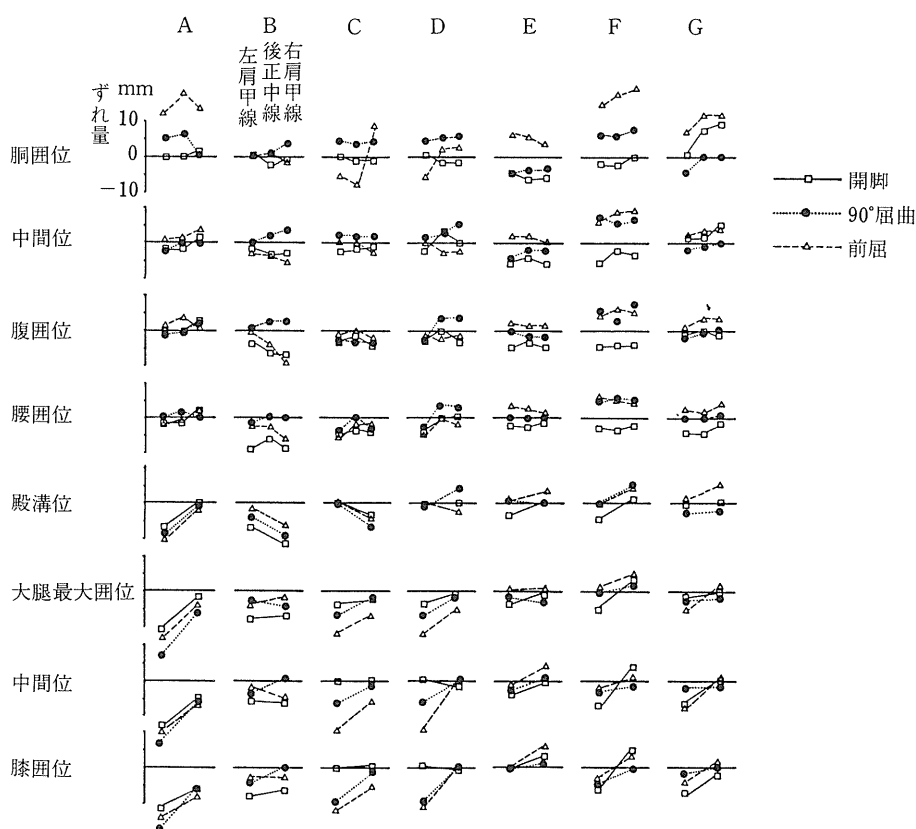 A B C D E F G
左肩甲線
後正中線
右肩甲線
ずれ量
mm
10
0
−10
胴囲位
中間位
腹囲位
腰囲位
殿溝位
大腿最大囲位
中間位
膝囲位
開脚
90°屈曲
前屈